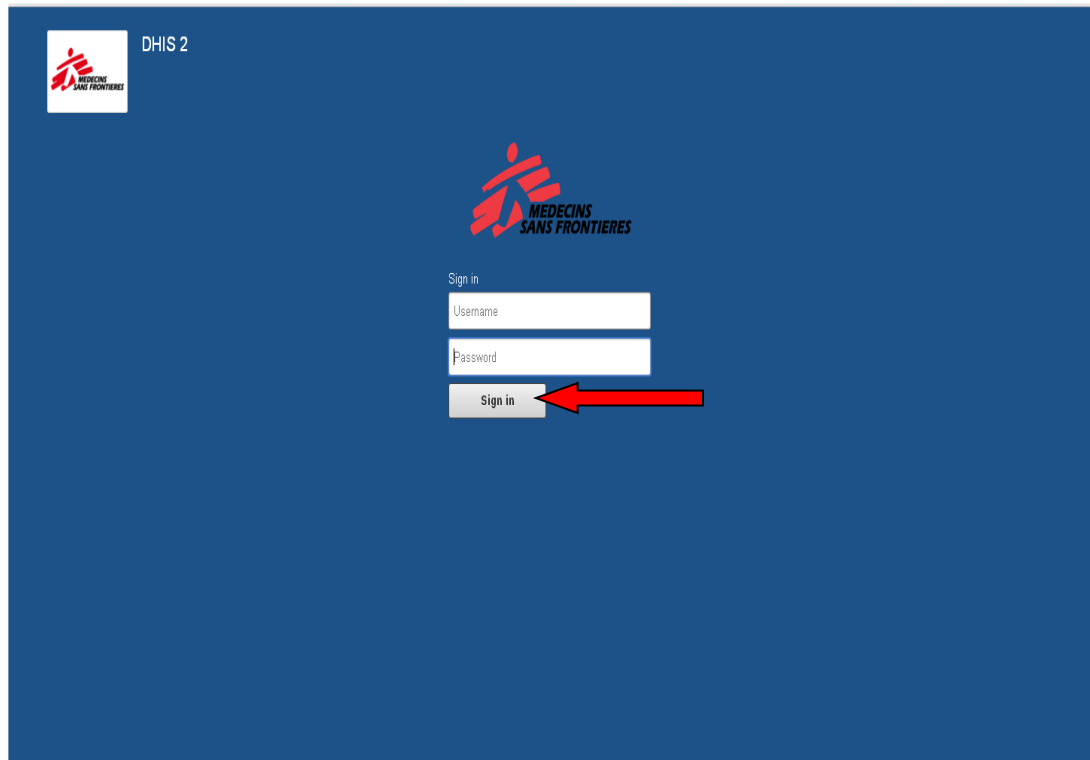 DHIS 2
MEDECINS
SANS FRONTIERES
MEDECINS
SANS FRONTIERES
Sign in
Username
Password
Sign in